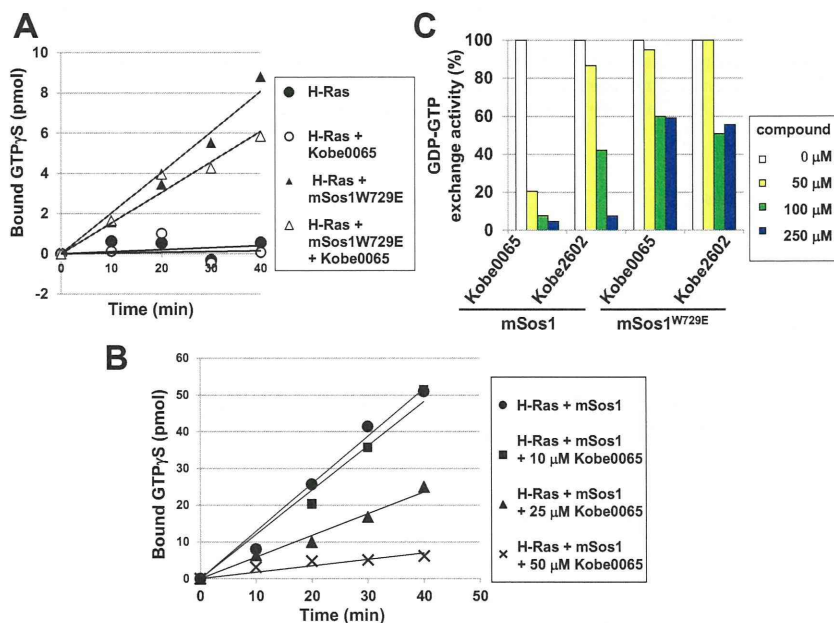 A
Bound GTPγS (pmol)
10
8
6
4
2
0
-2
0 10 20 30 40
Time (min)
H-Ras
H-Ras +
Kobe0065
H-Ras +
mSos1W729E
H-Ras +
mSos1W729E
+ Kobe0065
C
GDP-GTP
exchange activity (%)
100
80
60
40
20
0
Kobe0065
Kobe2602
Kobe0065
Kobe2602
mSos1
mSos1W729E
compound
0 μM
50 μM
100 μM
250 μM
B
Bound GTPγS (pmol)
60
50
40
30
20
10
0
0 10 20 30 40 50
Time (min)
H-Ras + mSos1
H-Ras + mSos1
+ 10 μM Kobe0065
H-Ras + mSos1
+ 25 μM Kobe0065
H-Ras + mSos1
+ 50 μM Kobe0065